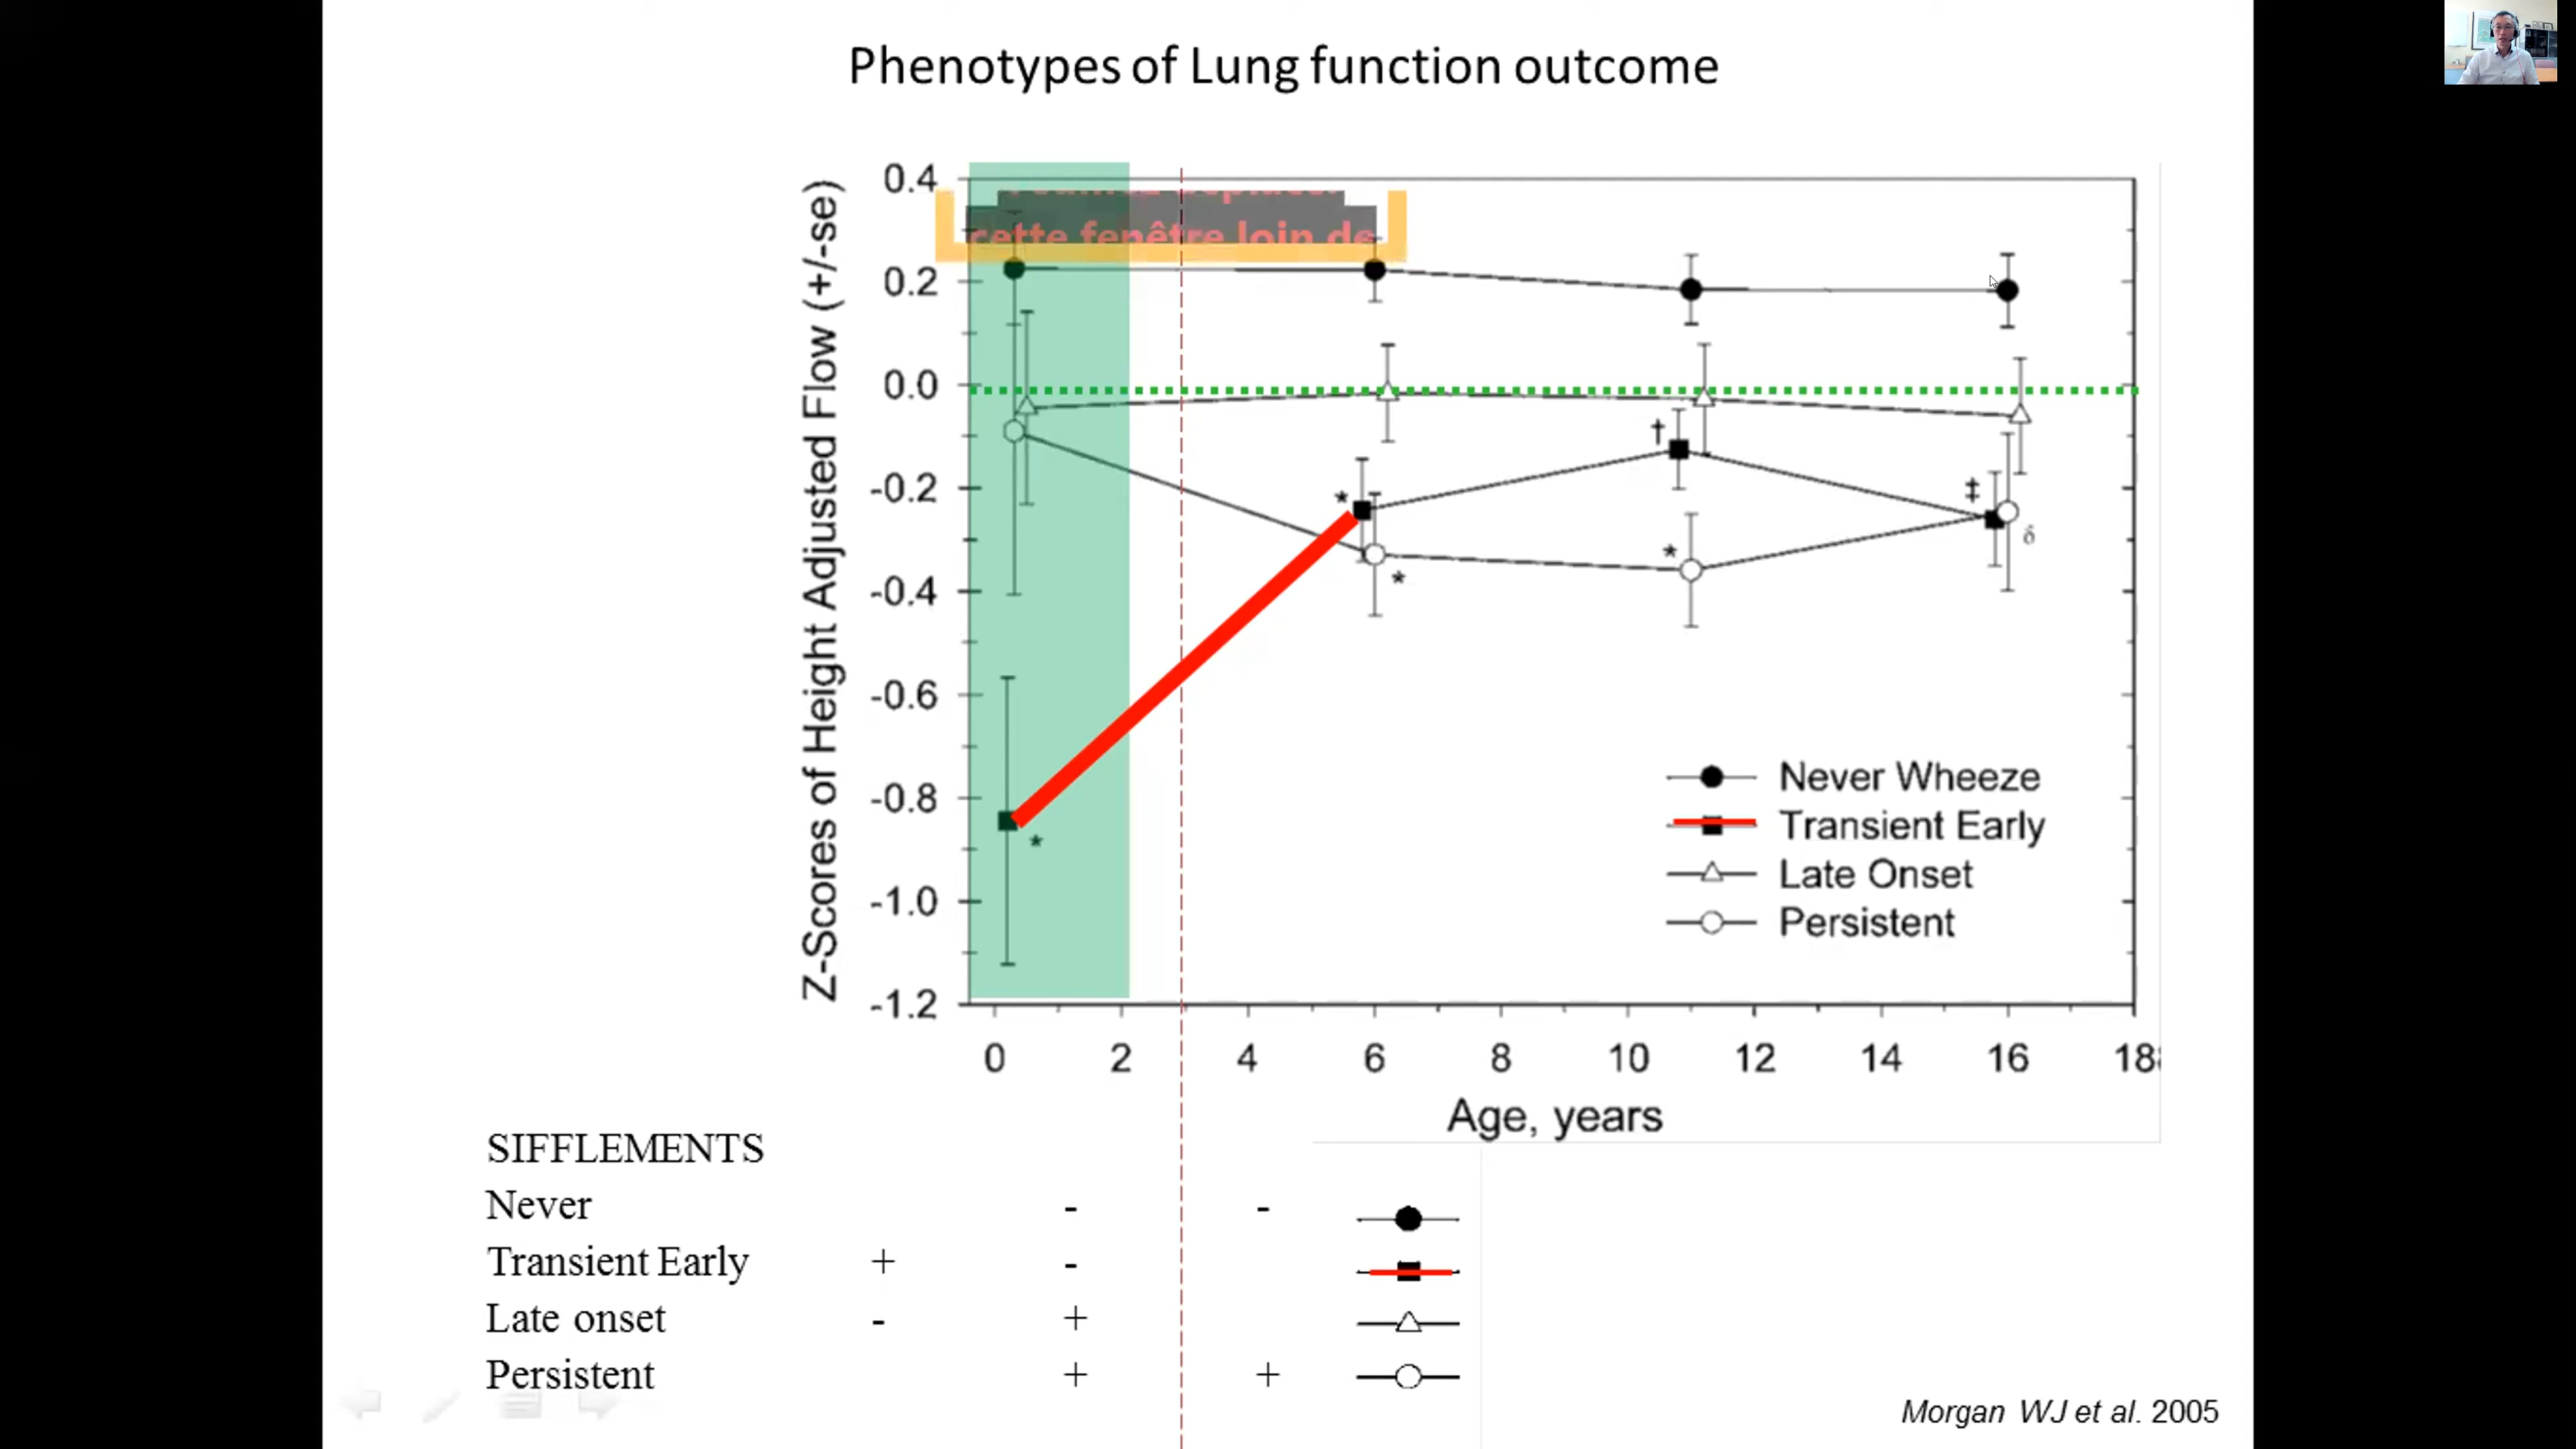 Phenotypes of Lung function outcome
Z-Scores of Height Adjusted Flow (+/-se)
0.4
0.2
0.0
-0.2
-0.4
-0.6
-0.8
-1.0
-1.2
cette fenêtre loin de
†
*
*
*
‡
δ
*
Never Wheeze
Transient Early
Late Onset
Persistent
0 2 4 6 8 10 12 14 16 18
Age, years
SIFFLEMENTS
Never - -
Transient Early + -
Late onset - +
Persistent + +
Morgan WJ et al. 2005